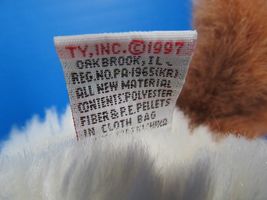 TY, INC. ©1997
OAKBROOK, IL.
REG. NO. PA-1965(KR)
ALL NEW MATERIAL
CONTENTS: POLYESTER
FIBER & P.E. PELLETS
IN CLOTH BAG
CHINA